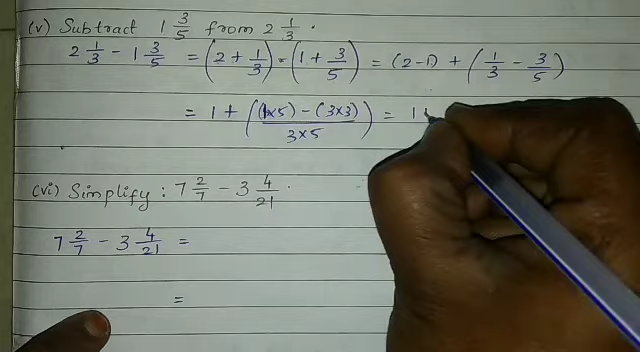 (v) Subtract 1 3/5 from 2 1/3.
2 1/3 - 1 3/5 = (2 + 1/3) - (1 + 3/5) = (2-1) + (1/3 - 3/5)
= 1 + ((1×5) - (3×3) / 3×5) = 1 +
(vi) Simplify : 7 2/7 - 3 4/21.
7 2/7 - 3 4/21 =
=